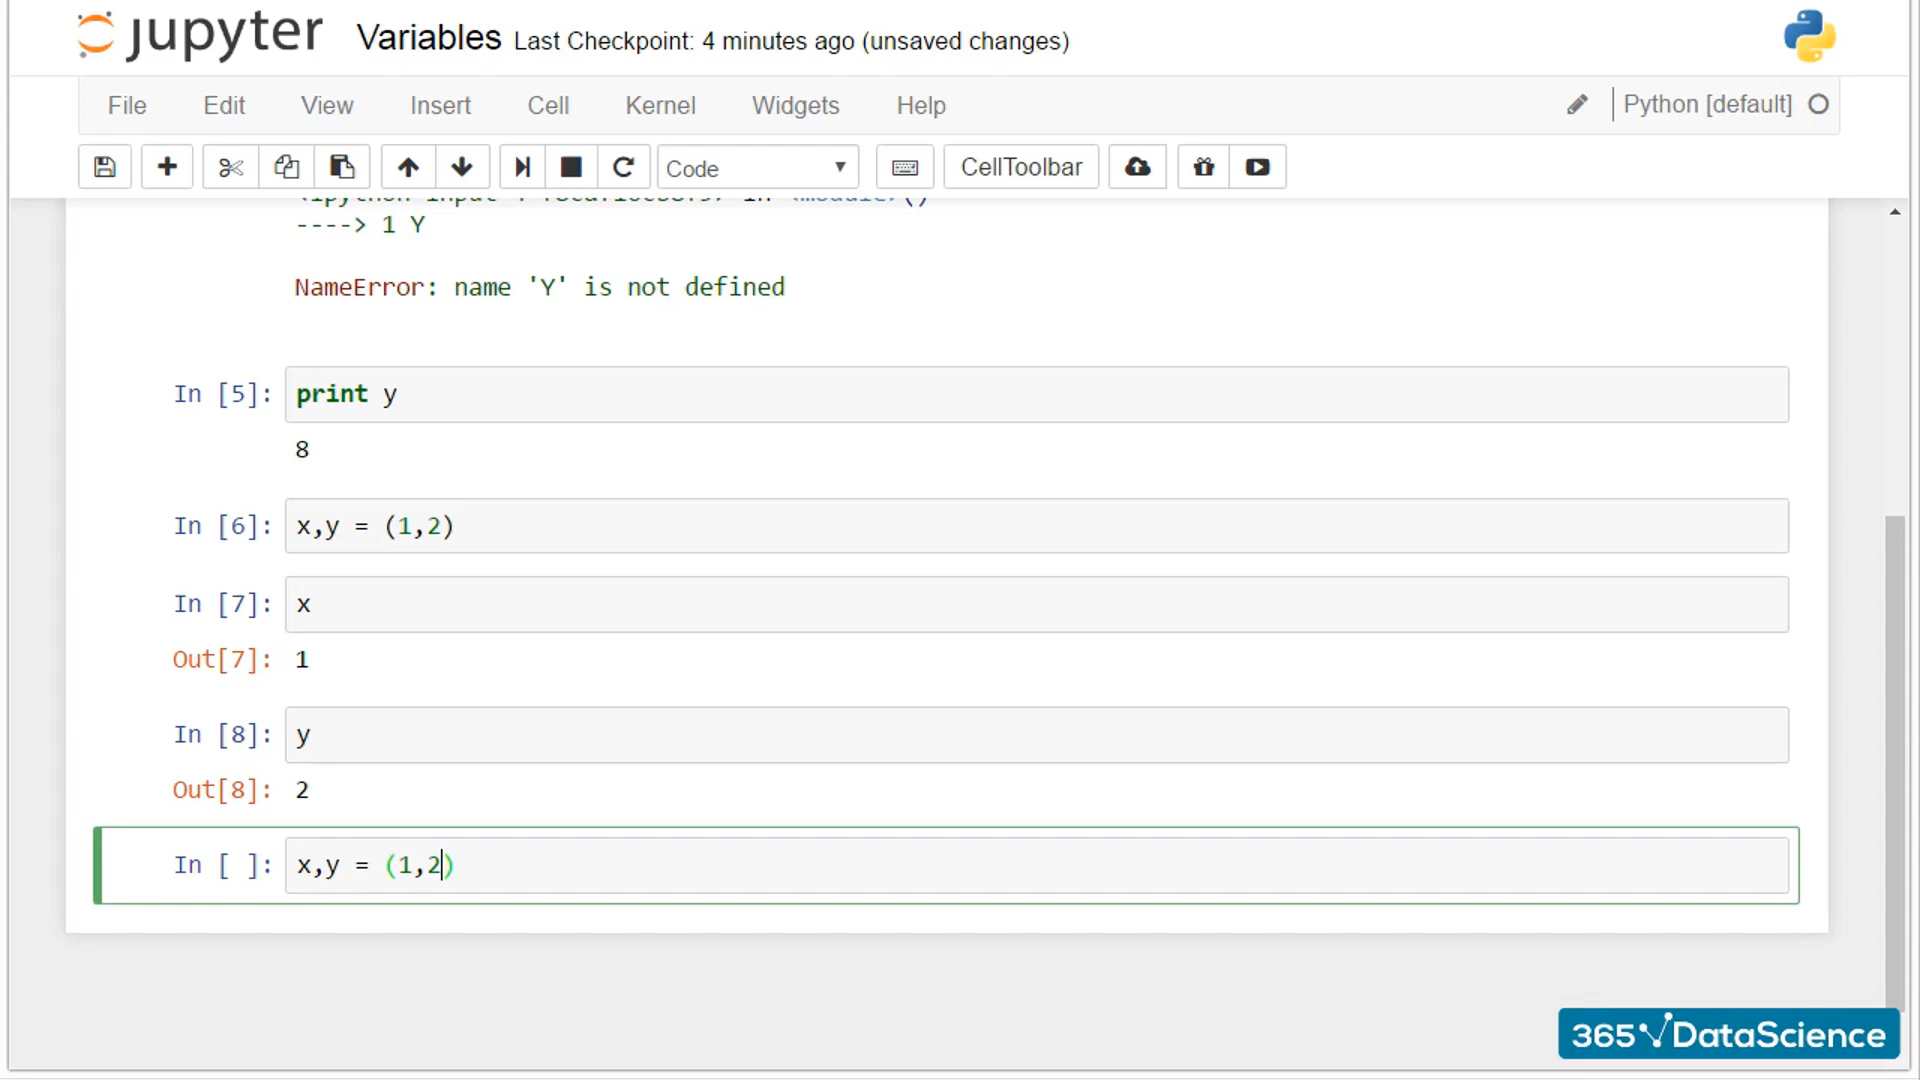 jupyter Variables Last Checkpoint: 4 minutes ago (unsaved changes)
File Edit View Insert Cell Kernel Widgets Help Python [default]
Code CellToolbar
----> 1 Y
NameError: name 'Y' is not defined
In [5]: print y
8
In [6]: x,y = (1,2)
In [7]: x
Out[7]: 1
In [8]: y
Out[8]: 2
In [ ]: x,y = (1,2)
365 DataScience